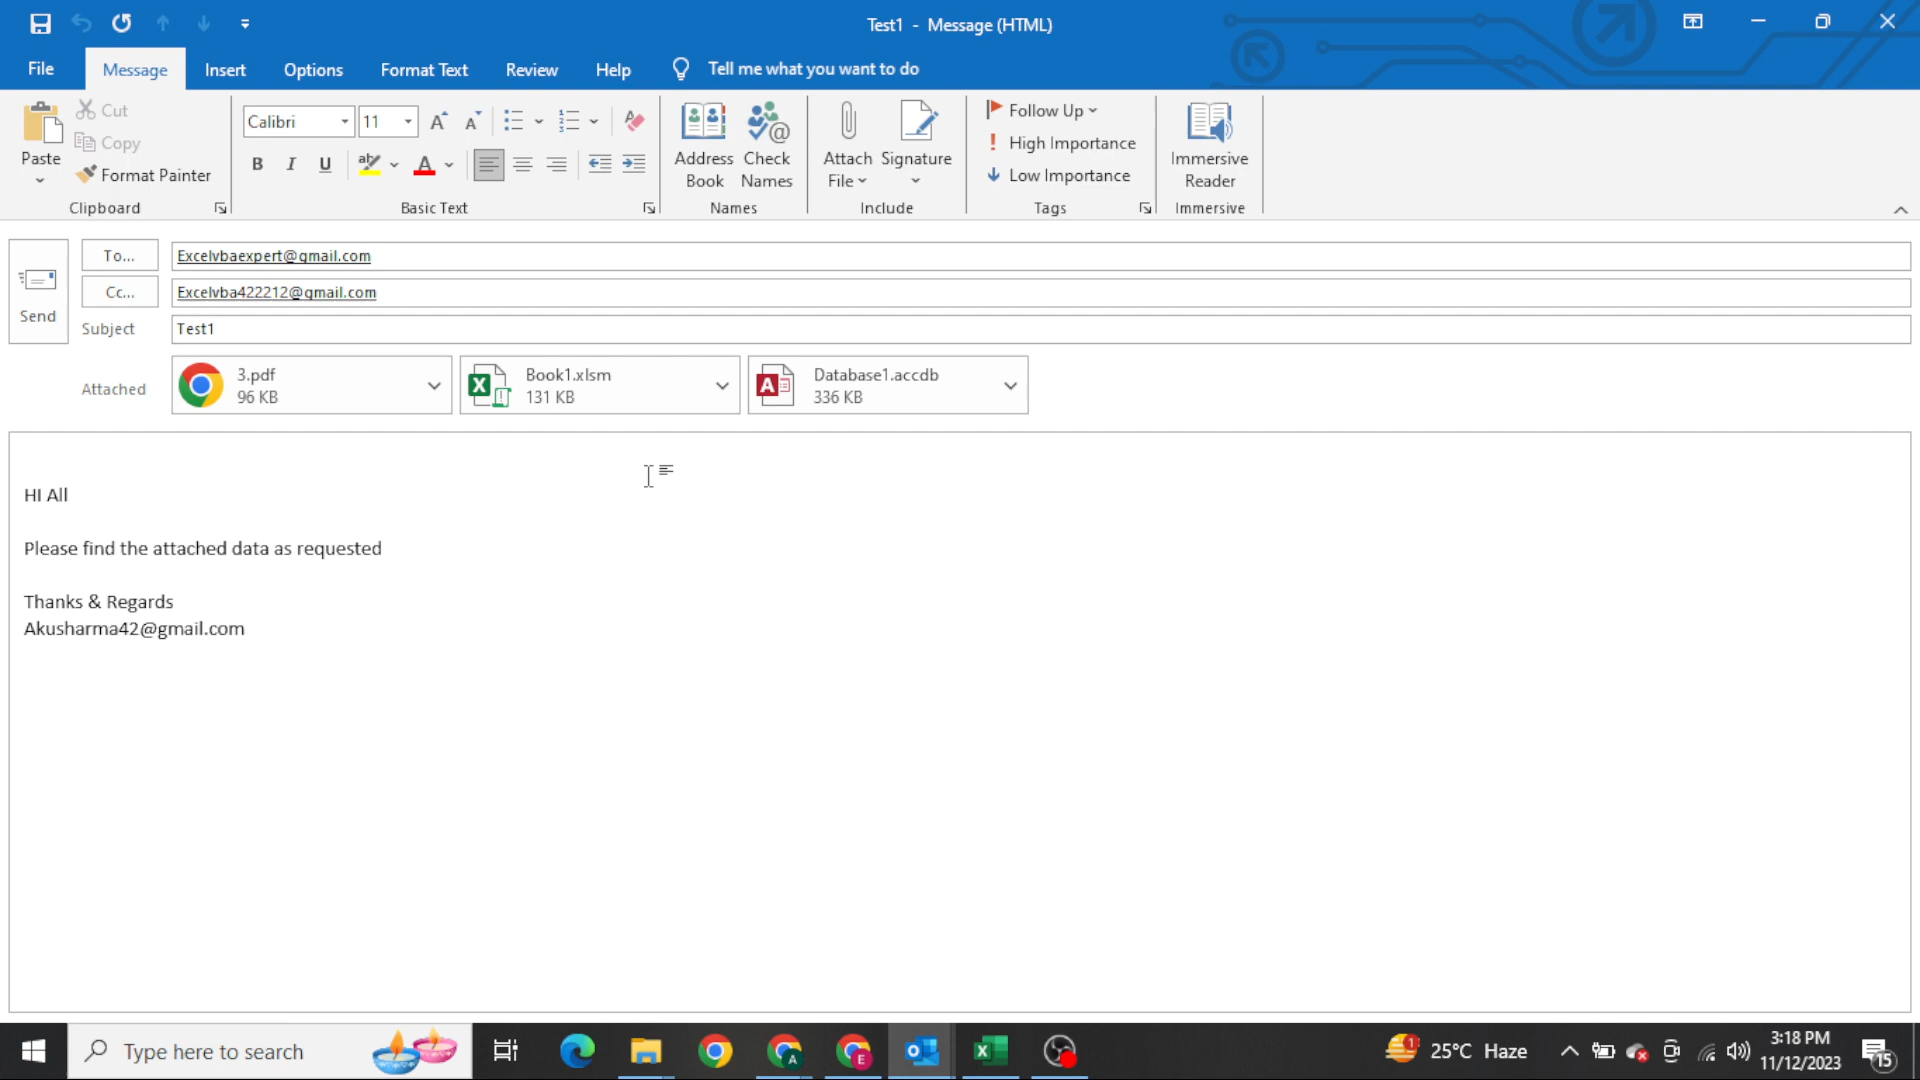 Test1 - Message (HTML)
File Message Insert Options Format Text Review Help Tell me what you want to do
Paste
Cut
Copy
Format Painter
Clipboard
Calibri 11
B I U
Basic Text
Address Book
Check Names
Names
Attach File
Signature
Include
Follow Up
High Importance
Low Importance
Tags
Immersive Reader
Immersive
Send
To... Excelvbaexpert@gmail.com
Cc... Excelvba422212@gmail.com
Subject Test1
Attached
3.pdf
96 KB
Book1.xlsm
131 KB
Database1.accdb
336 KB
HI All
Please find the attached data as requested
Thanks & Regards
Akusharma42@gmail.com
Type here to search
25°C Haze
3:18 PM
11/12/2023
15